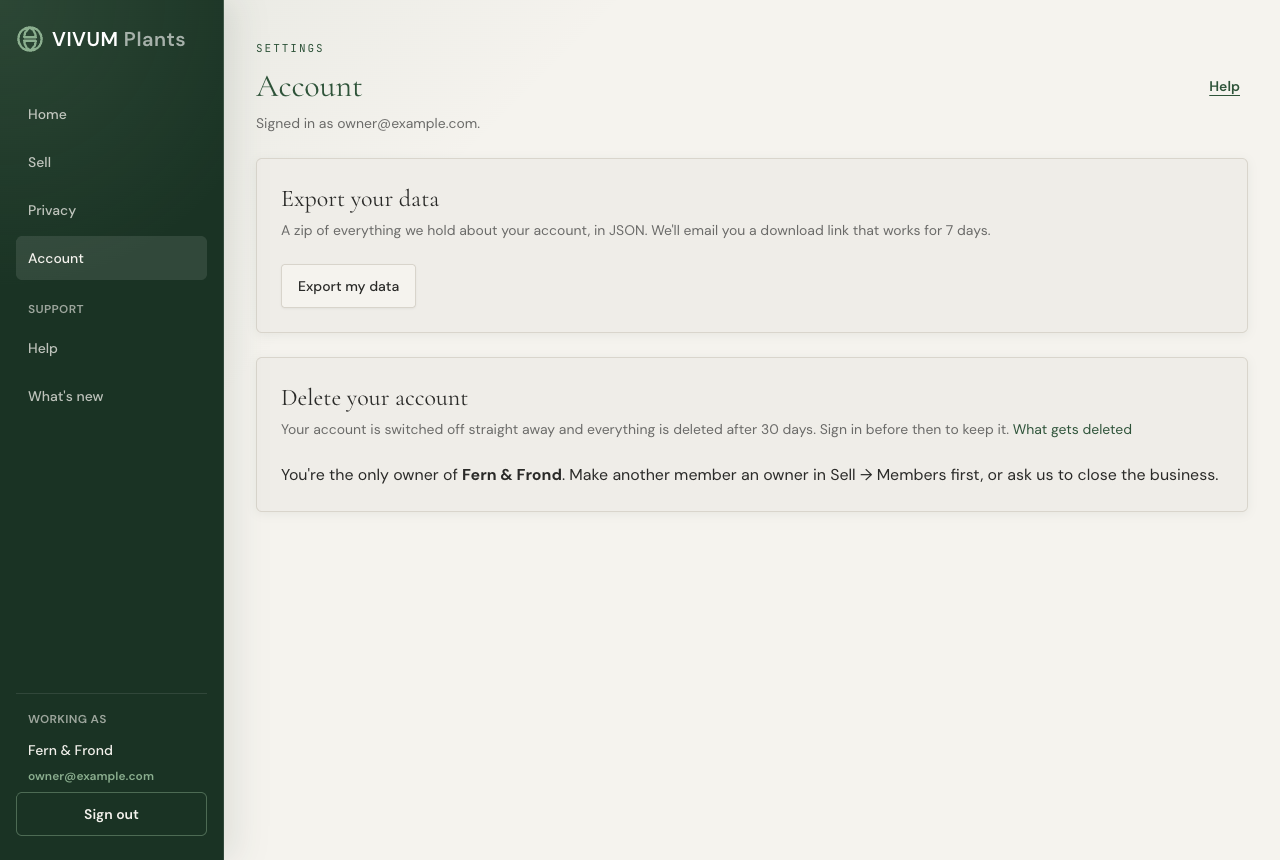 VIVUM Plants
Home
Sell
Privacy
Account
SUPPORT
Help
What's new
WORKING AS
Fern & Frond
owner@example.com
Sign out
SETTINGS
Account
Help
Signed in as owner@example.com.
Export your data
A zip of everything we hold about your account, in JSON. We'll email you a download link that works for 7 days.
Export my data
Delete your account
Your account is switched off straight away and everything is deleted after 30 days. Sign in before then to keep it. What gets deleted
You're the only owner of Fern & Frond. Make another member an owner in Sell → Members first, or ask us to close the business.